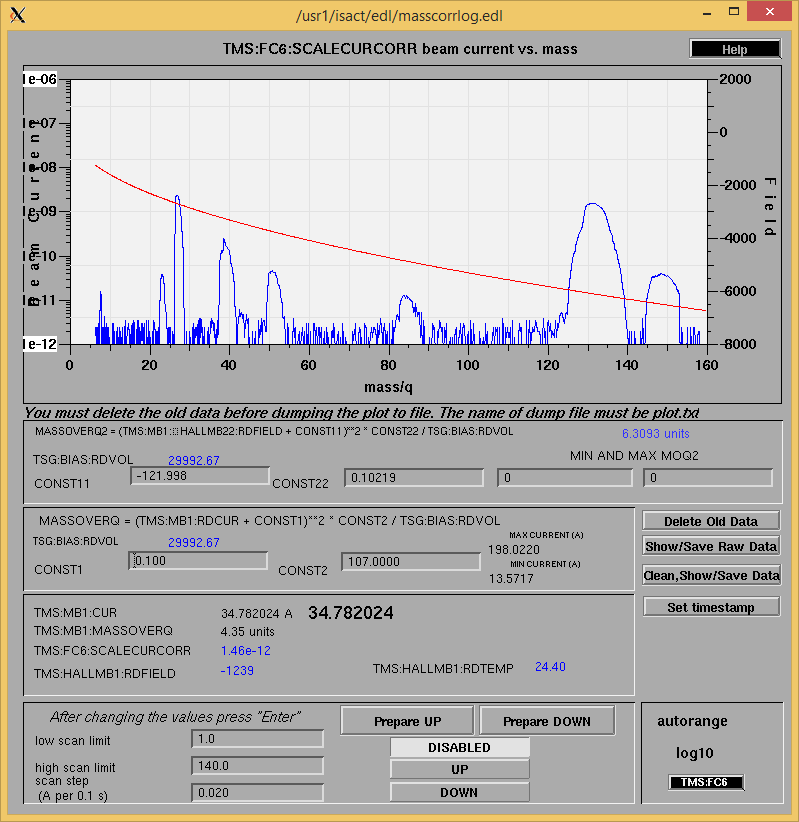 /usr1/isact/edl/masscorrlog.edl
TMS:FC6:SCALECURCORR beam current vs. mass
Help
1e-06
1e-07
1e-08
1e-09
1e-10
1e-11
1e-12
Beam Current
2000
0
-2000
-4000
-6000
-8000
Field
0 20 40 60 80 100 120 140 160
mass/q
You must delete the old data before dumping the plot to file. The name of dump file must be plot.txt
MASSOVERQ2 = (TMS:MB1: HALLMB22:RDFIELD + CONST11)**2 * CONST22 / TSG:BIAS:RDVOL
6.3093 units
TSG:BIAS:RDVOL 29992.67
MIN AND MAX MOQ2
CONST11 -121.998 CONST22 0.10219 0 0
MASSOVERQ = (TMS:MB1:RDCUR + CONST1)**2 * CONST2 / TSG:BIAS:RDVOL
TSG:BIAS:RDVOL 29992.67
MAX CURRENT (A)
198.0220
CONST1 0.100 CONST2 107.0000
MIN CURRENT (A)
13.5717
Delete Old Data
Show/Save Raw Data
Clean,Show/Save Data
Set timestamp
TMS:MB1:CUR 34.782024 A 34.782024
TMS:MB1:MASSOVERQ 4.35 units
TMS:FC6:SCALECURCORR 1.46e-12
TMS:HALLMB1:RDFIELD -1239
TMS:HALLMB1:RDTEMP 24.40
After changing the values press "Enter"
low scan limit 1.0
high scan limit 140.0
scan step
(A per 0.1 s) 0.020
Prepare UP
Prepare DOWN
DISABLED
UP
DOWN
autorange
log10
TMS:FC6